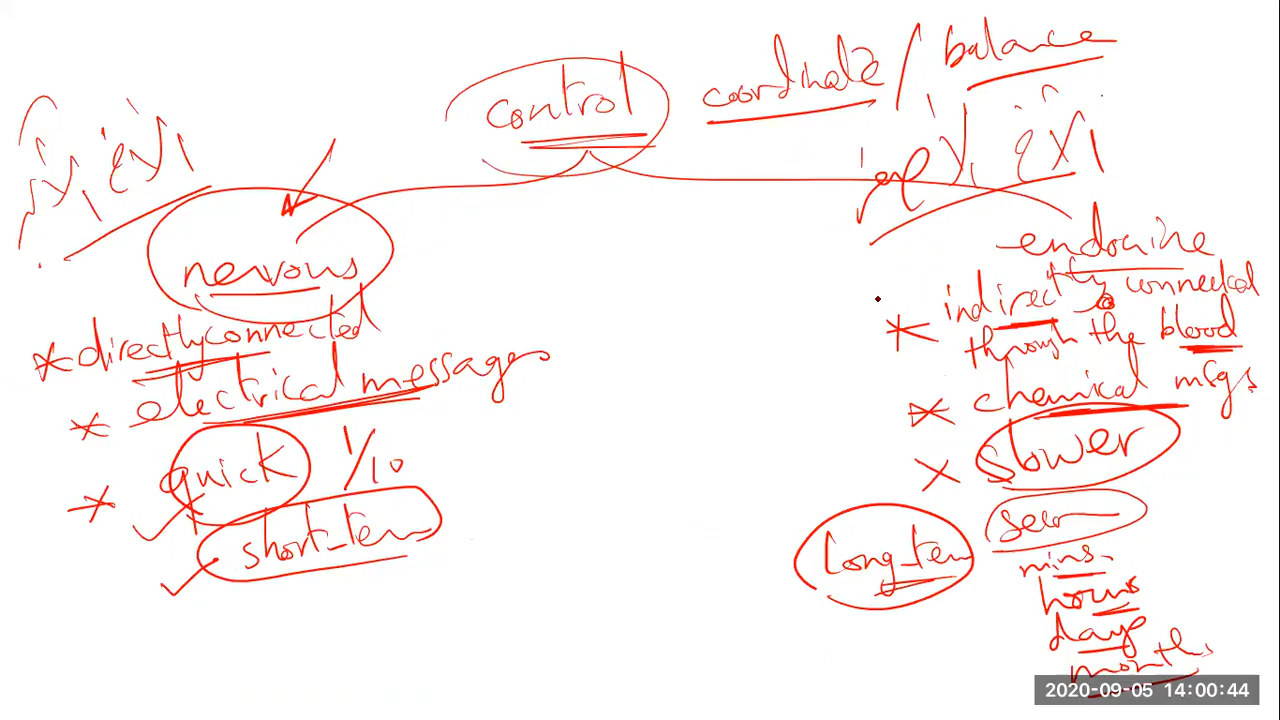 control coordinate / balance
nervous
* directly connected
* electrical messages
* quick 1/10
short-term
endocrine
* indirectly connected
through the blood
* chemical msgs
* slower
long-term
mins.
hours
days
months
2020-09-05 14:00:44